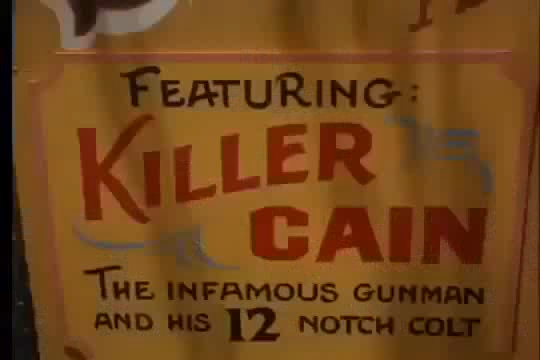 FEATURING:
KILLER
CAIN
THE INFAMOUS GUNMAN
AND HIS 12 NOTCH COLT